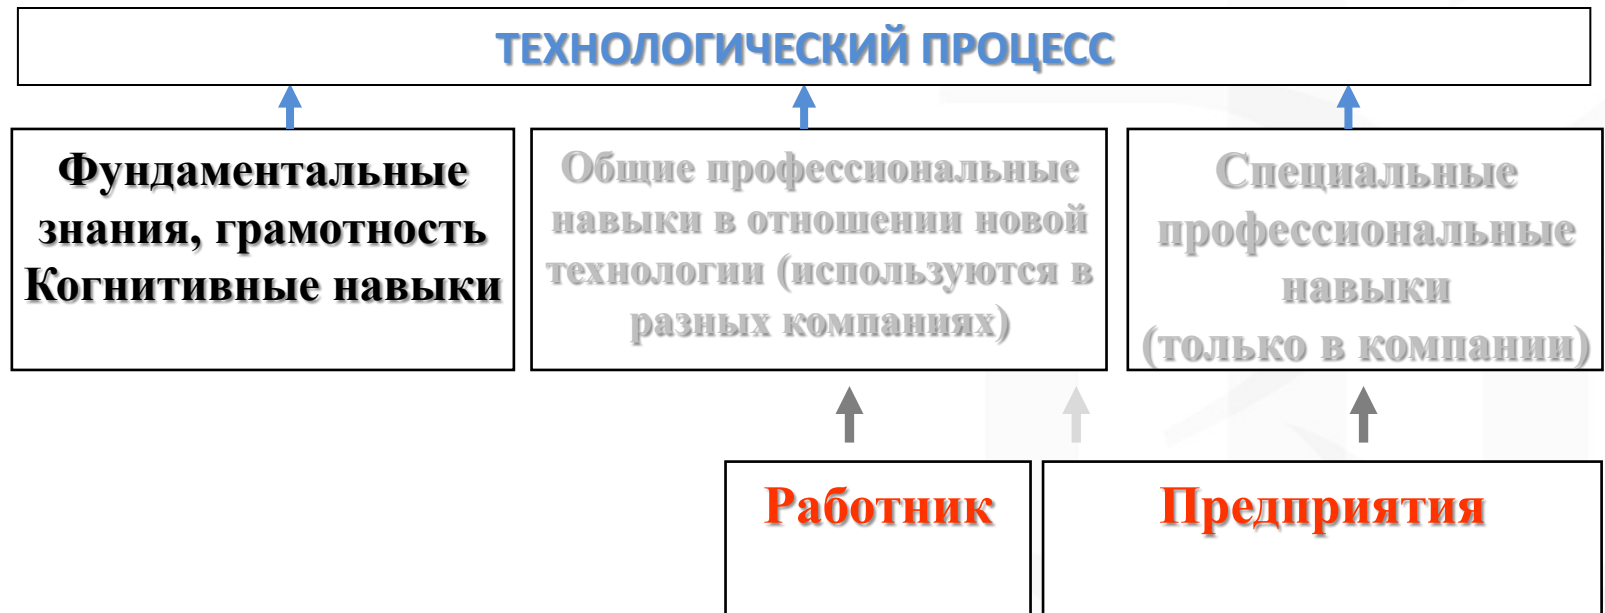 ТЕХНОЛОГИЧЕСКИЙ ПРОЦЕСС
Фундаментальные
знания, грамотность
Когнитивные навыки
Общие профессиональные
навыки в отношении новой
технологии (используются в
разных компаниях)
Специальные
профессиональные
навыки
(только в компании)
Работник
Предприятия